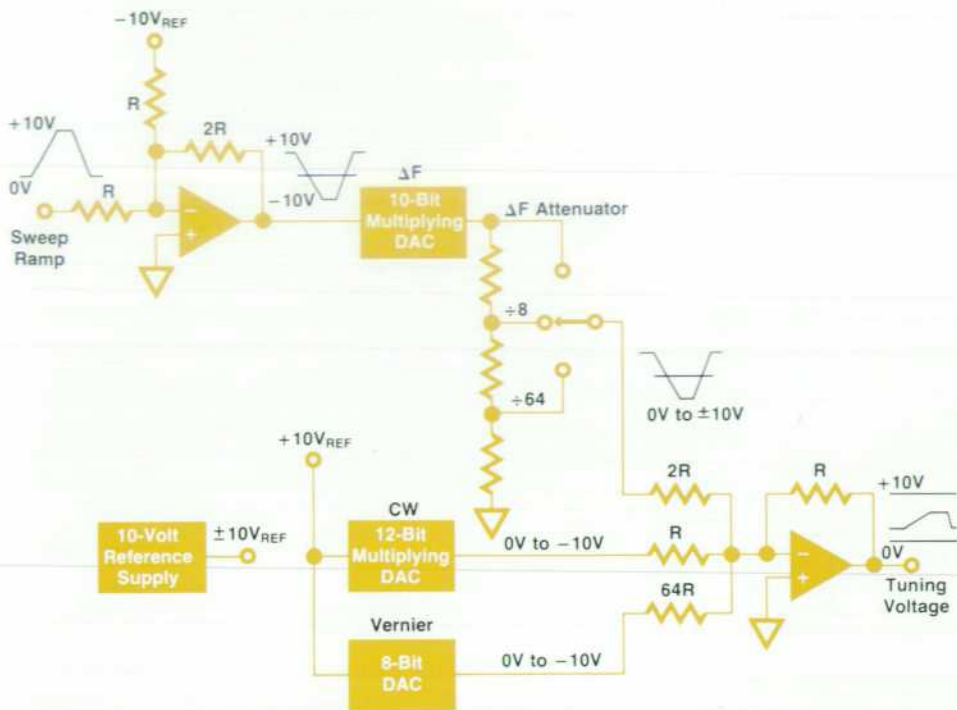 −10V_REF
R
2R
+10V
0V
R
Sweep
Ramp
−
+
+10V
−10V
ΔF
10-Bit
Multiplying
DAC
ΔF Attenuator
÷8
÷64
0V to ±10V
+10V_REF
10-Volt
Reference
Supply
±10V_REF
CW
12-Bit
Multiplying
DAC
0V to −10V
Vernier
8-Bit
DAC
0V to −10V
2R
R
64R
R
−
+
+10V
0V
Tuning
Voltage